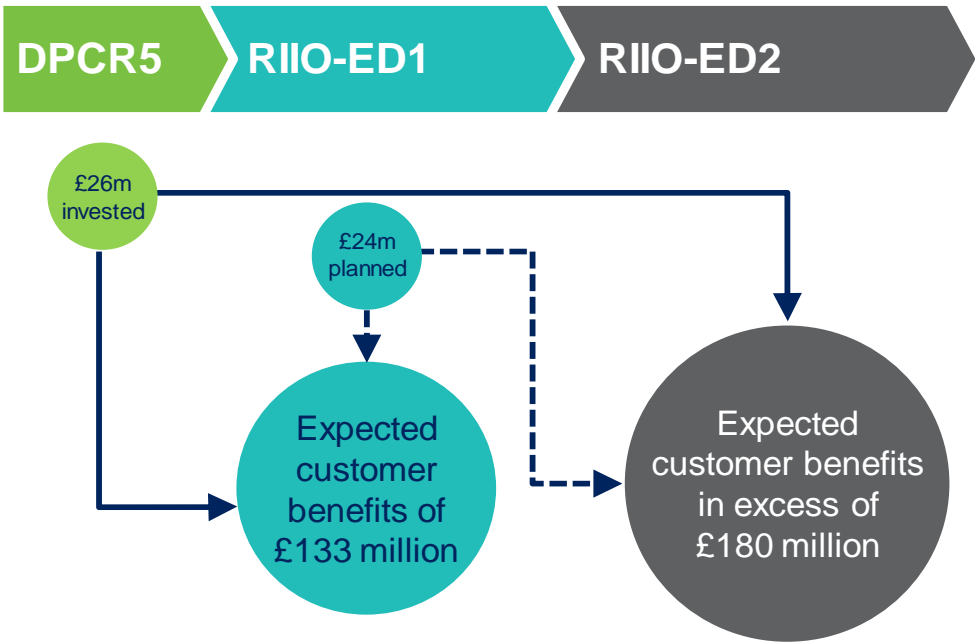 DPCR5
RIIO-ED1
RIIO-ED2
£26m
invested
£24m
planned
Expected
customer
benefits of
£133 million
Expected
customer benefits
in excess of
£180 million